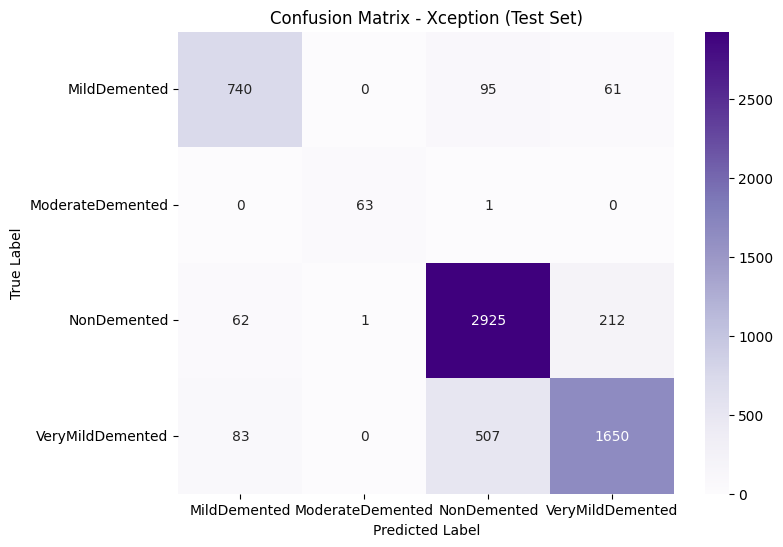 Confusion Matrix - Xception (Test Set)
True Label
MildDemented 740 0 95 61
ModerateDemented 0 63 1 0
NonDemented 62 1 2925 212
VeryMildDemented 83 0 507 1650
MildDemented ModerateDemented NonDemented VeryMildDemented
Predicted Label
2500
2000
1500
1000
500
0